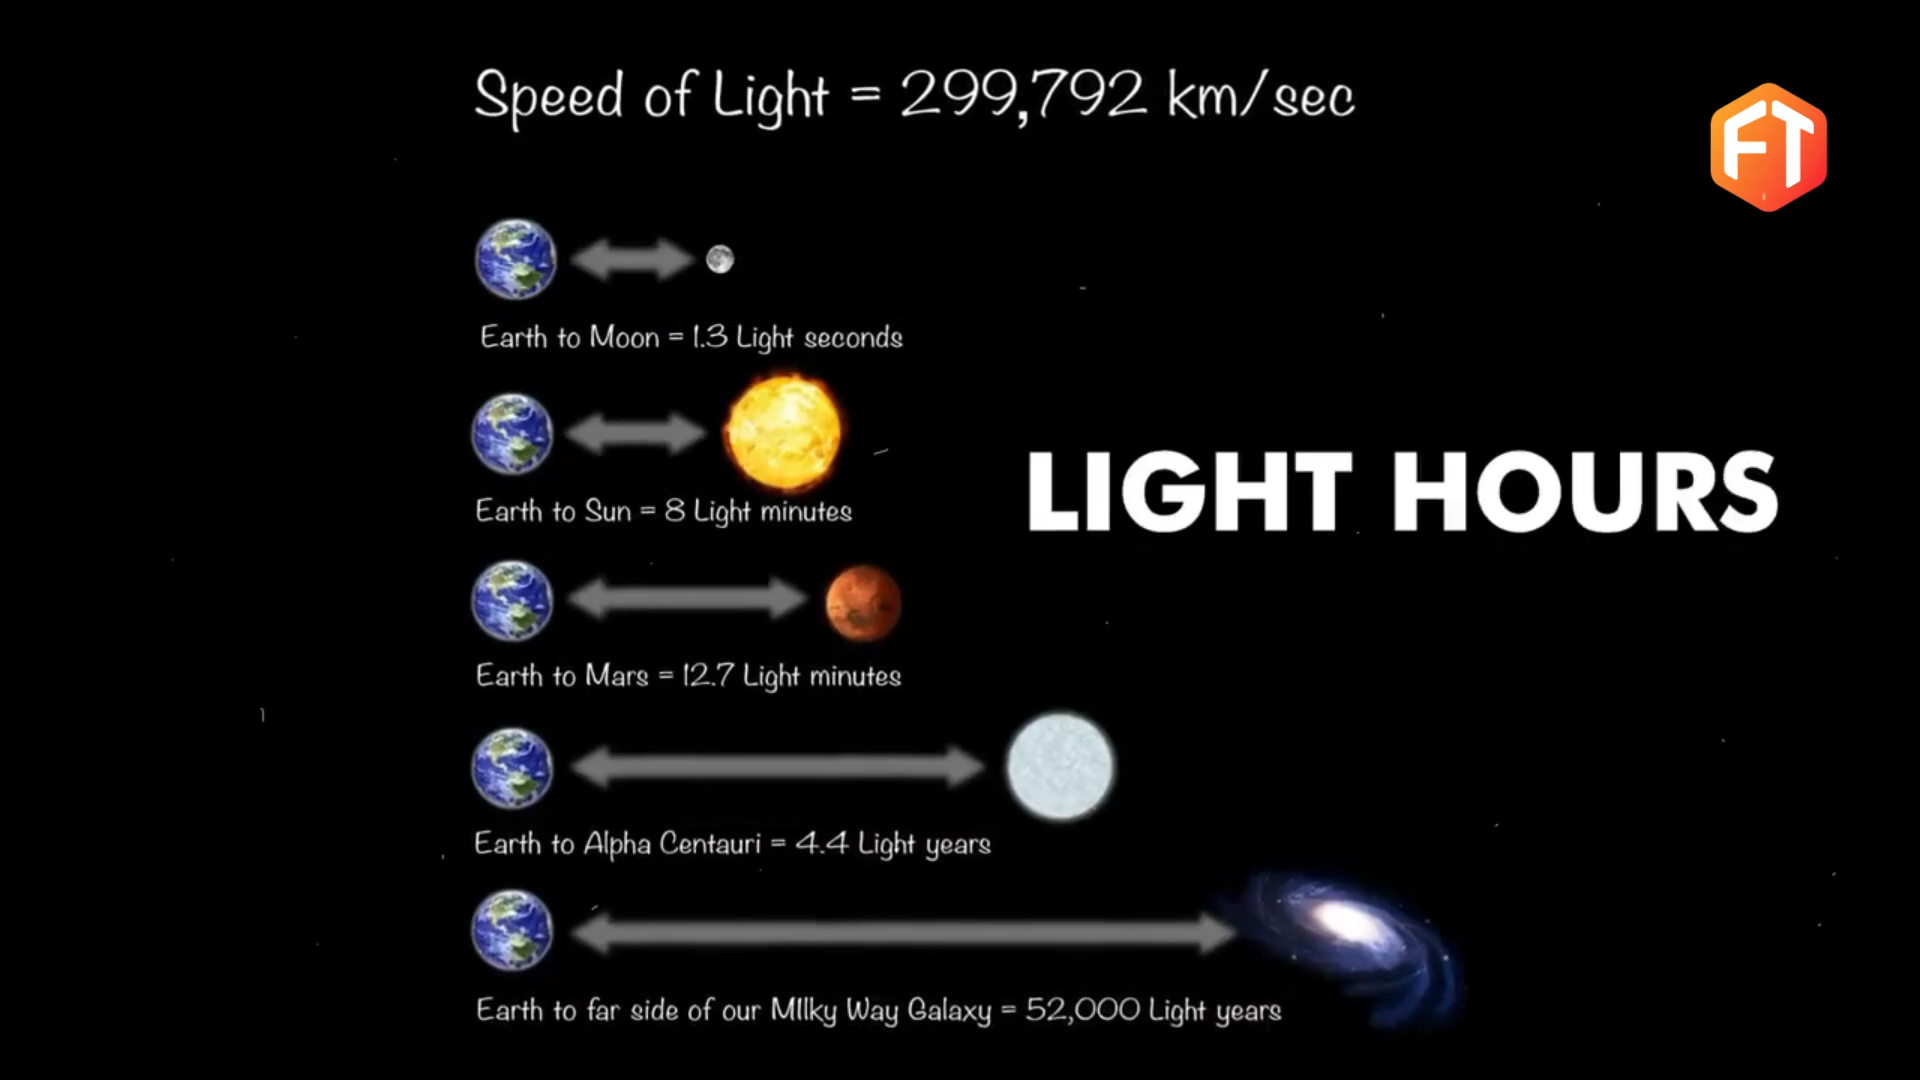 Speed of Light = 299,792 km/sec
FT
Earth to Moon = 1.3 Light seconds
LIGHT HOURS
Earth to Sun = 8 Light minutes
Earth to Mars = 12.7 Light minutes
Earth to Alpha Centauri = 4.4 Light years
Earth to far side of our MIlky Way Galaxy = 52,000 Light years